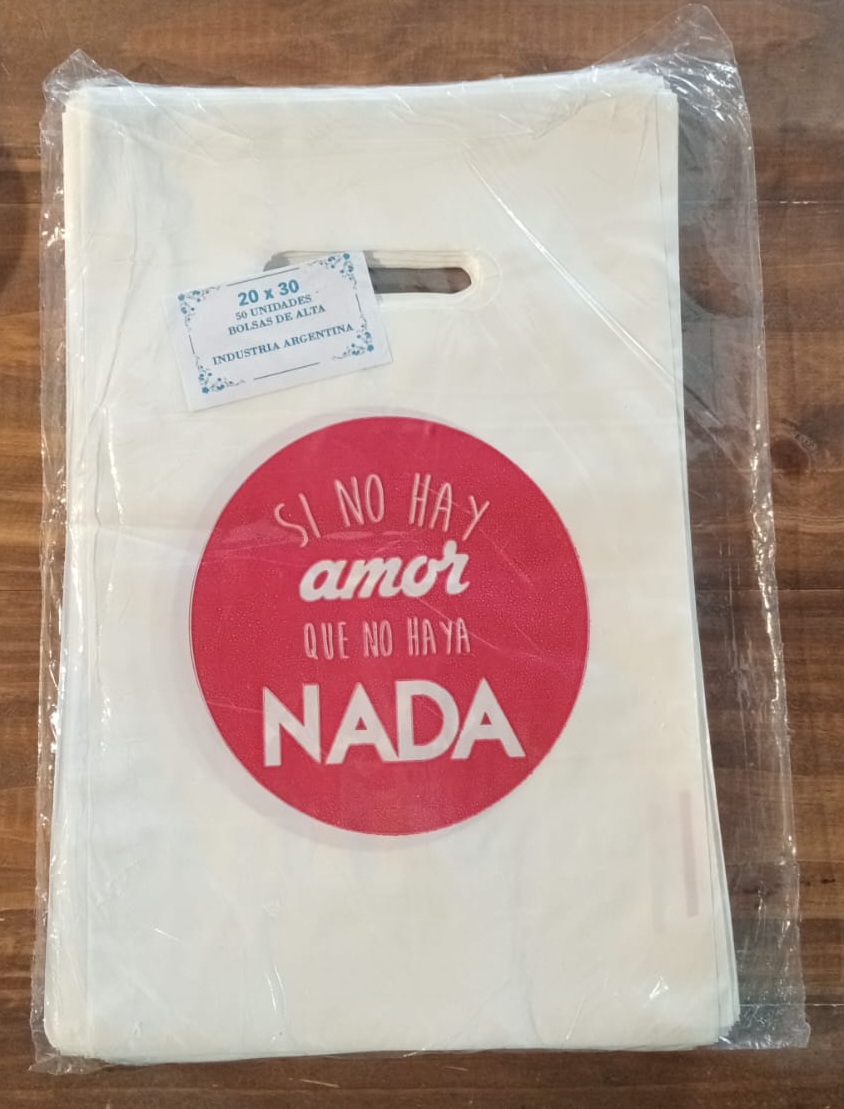 20 x 30
50 UNIDADES
BOLSAS DE ALTA
INDUSTRIA ARGENTINA
SI NO HAY
amor
QUE NO HAYA
NADA